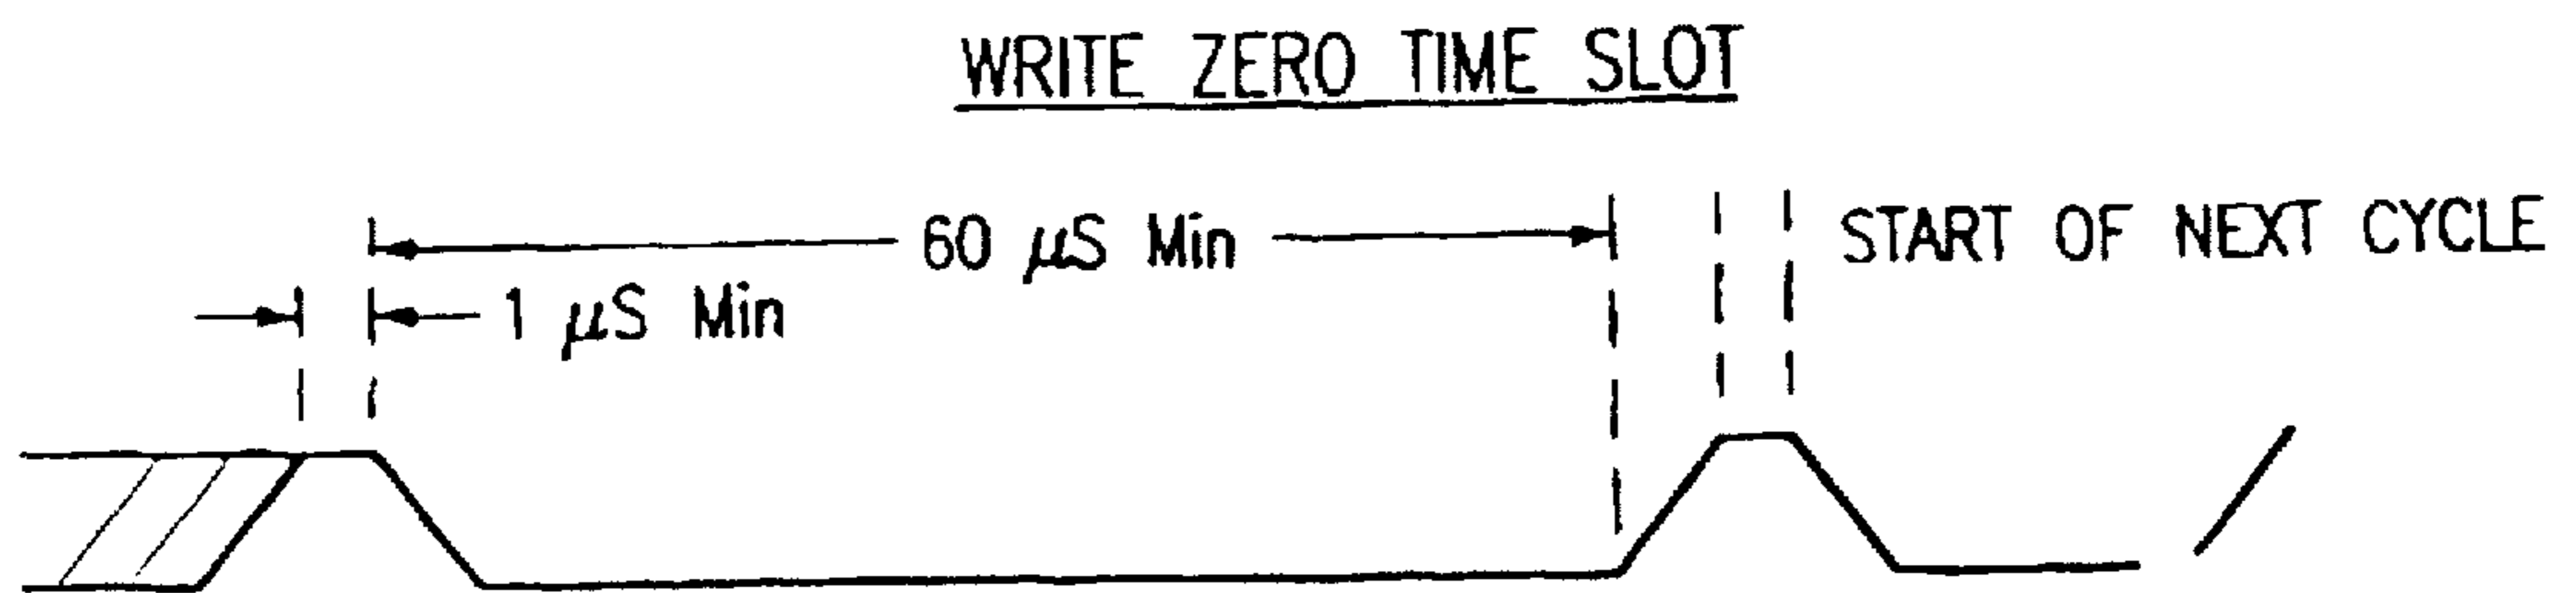 WRITE ZERO TIME SLOT
60 µS Min
START OF NEXT CYCLE
1 µS Min